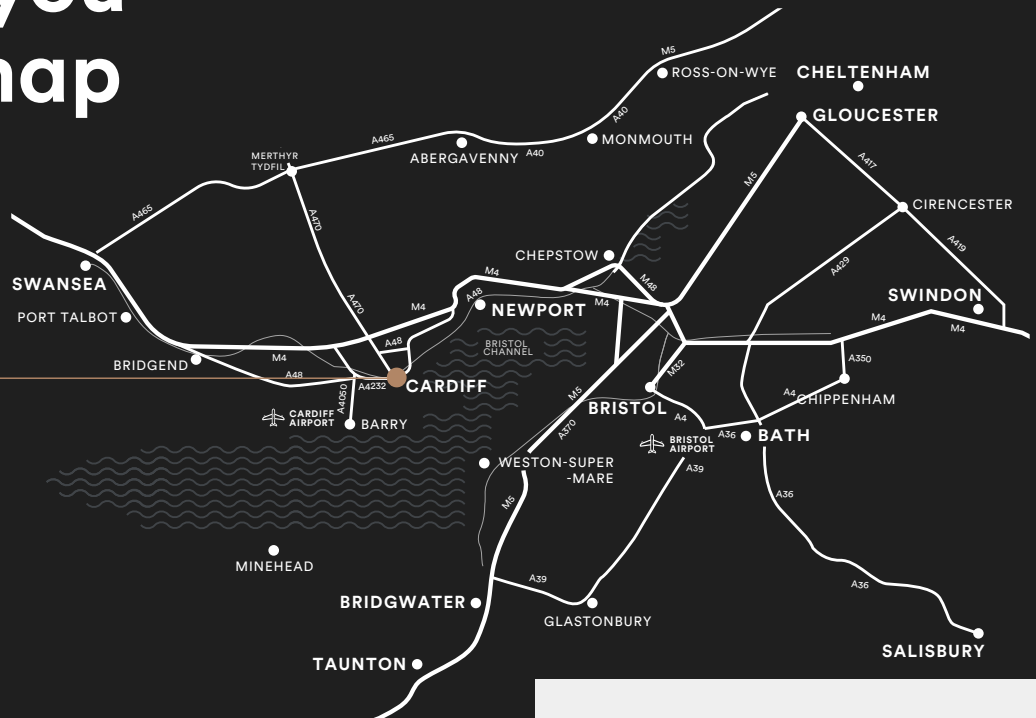 you
map
M5
ROSS-ON-WYE
CHELTENHAM
A40
GLOUCESTER
A465
MONMOUTH
A40
MERTHYR
TYDFIL
ABERGAVENNY
A417
M5
A465
A470
CIRENCESTER
A419
CHEPSTOW
A429
SWANSEA
M4
M48
A48
SWINDON
A470
M4
M4
NEWPORT
PORT TALBOT
M4
M4
A48
BRISTOL
CHANNEL
M4
A350
BRIDGEND
A48
M32
A4232
CARDIFF
M5
A4060
A4
CHIPPENHAM
BRISTOL
CARDIFF
AIRPORT
BARRY
A4
A370
A36
BATH
BRISTOL
AIRPORT
WESTON-SUPER
-MARE
A39
A36
M5
MINEHEAD
A39
A36
BRIDGWATER
GLASTONBURY
SALISBURY
TAUNTON